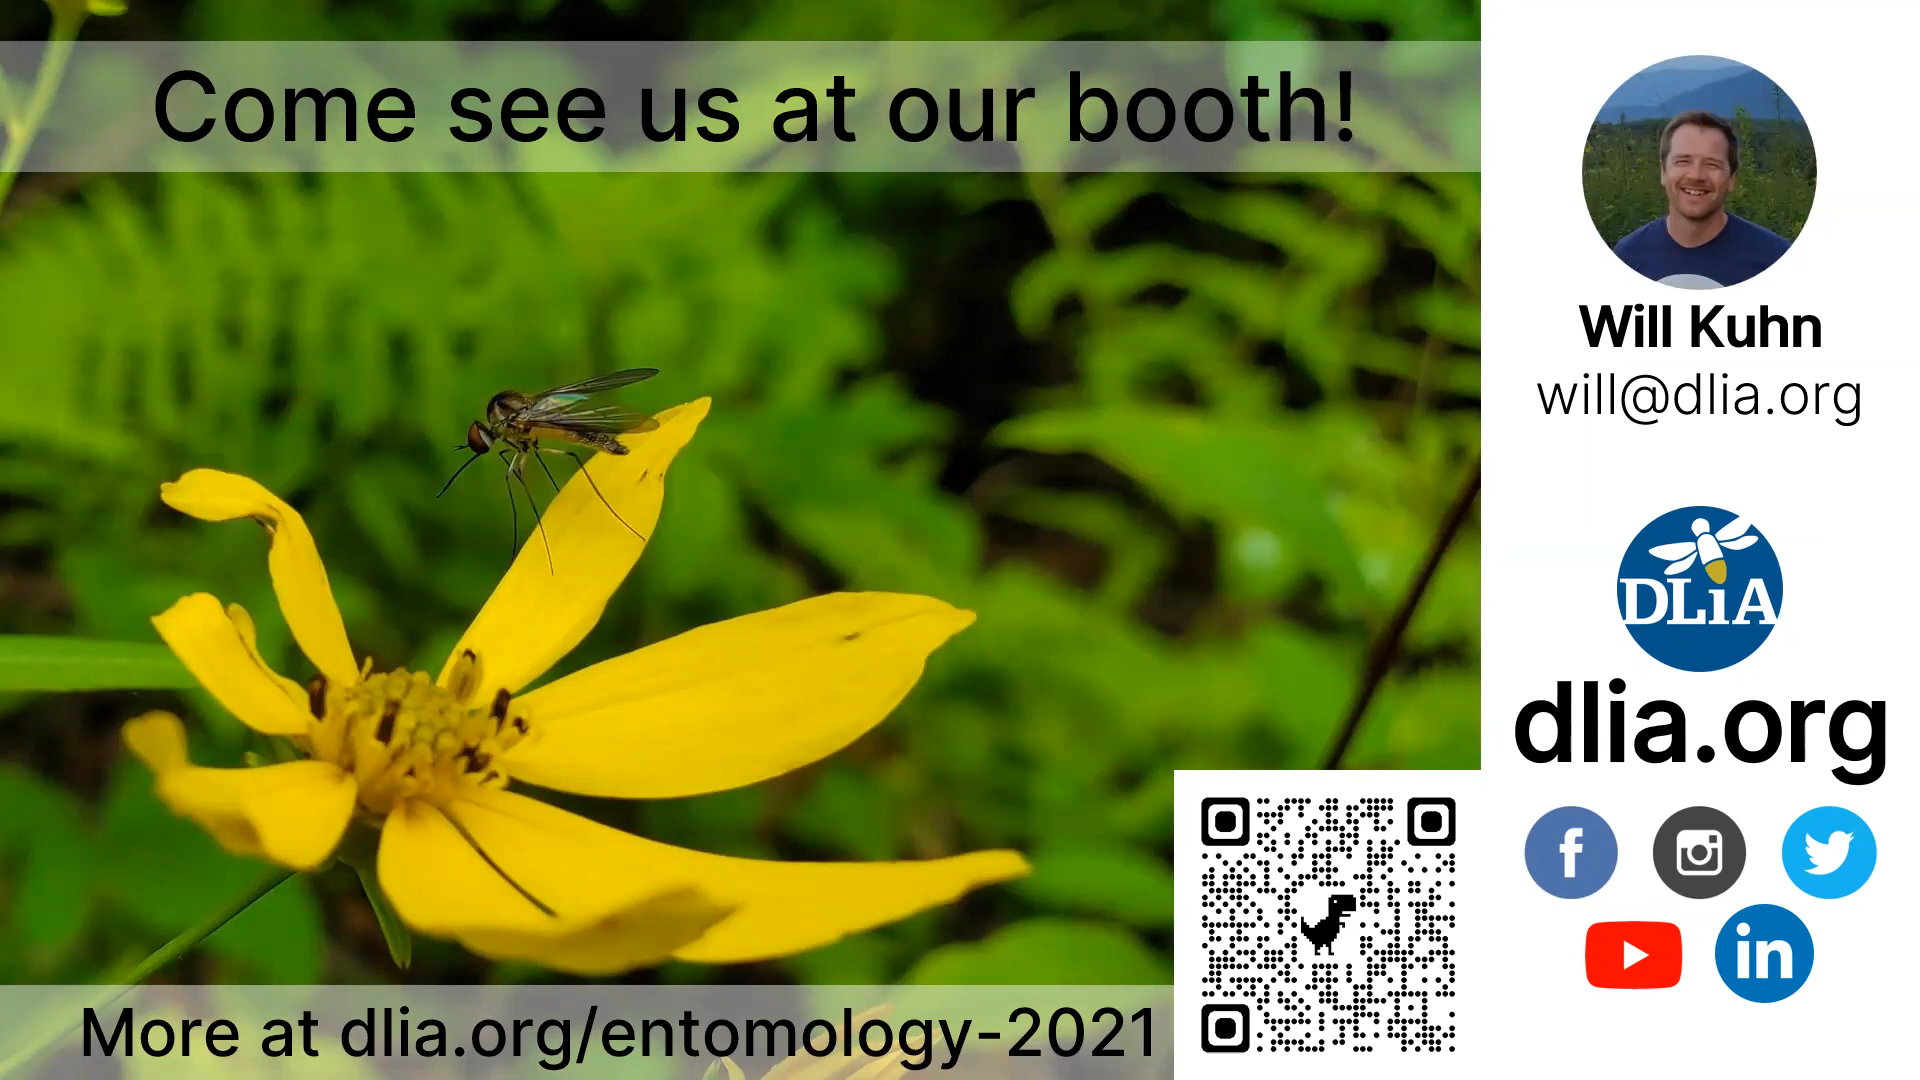 Come see us at our booth!
Will Kuhn
will@dlia.org
DLiA
dlia.org
f
in
More at dlia.org/entomology-2021